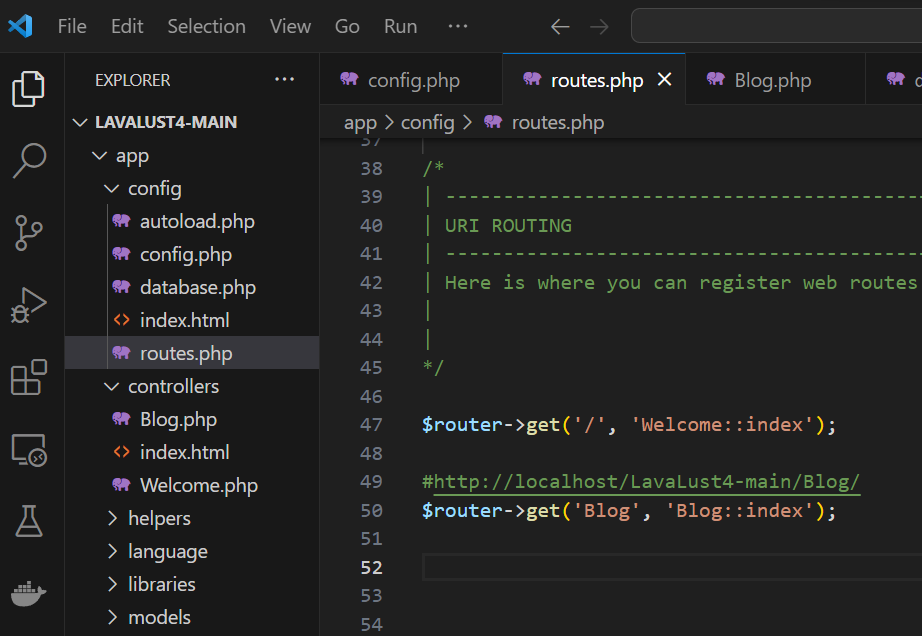 File Edit Selection View Go Run ···
EXPLORER ···
LAVALUST4-MAIN
app
config
autoload.php
config.php
database.php
index.html
routes.php
controllers
Blog.php
index.html
Welcome.php
helpers
language
libraries
models
config.php routes.php Blog.php
app > config > routes.php
37
38 /*
39 | ------------------------------------------
40 | URI ROUTING
41 | ------------------------------------------
42 | Here is where you can register web routes
43 |
44 |
45 */
46
47 $router->get('/', 'Welcome::index');
48
49 #http://localhost/LavaLust4-main/Blog/
50 $router->get('Blog', 'Blog::index');
51
52
53
54